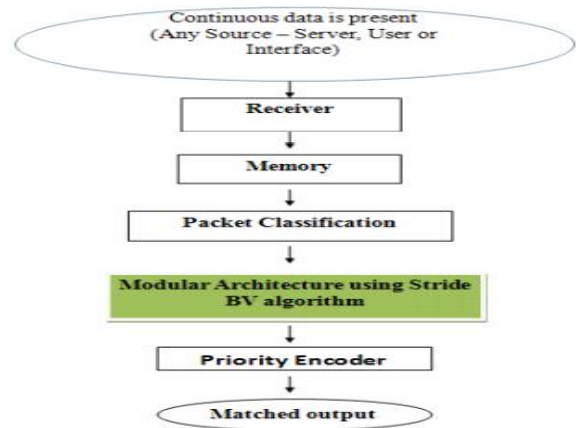 Continuous data is present
(Any Source – Server, User or
Interface)
Receiver
Memory
Packet Classification
Modular Architecture using Stride
BV algorithm
Priority Encoder
Matched output